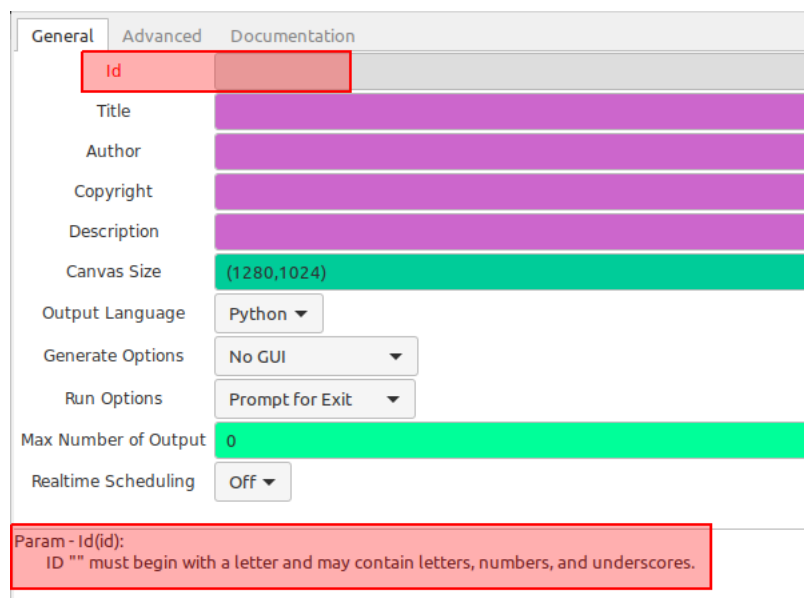 General Advanced Documentation
Id
Title
Author
Copyright
Description
Canvas Size (1280,1024)
Output Language Python
Generate Options No GUI
Run Options Prompt for Exit
Max Number of Output 0
Realtime Scheduling Off
Param - Id(id):
ID "" must begin with a letter and may contain letters, numbers, and underscores.